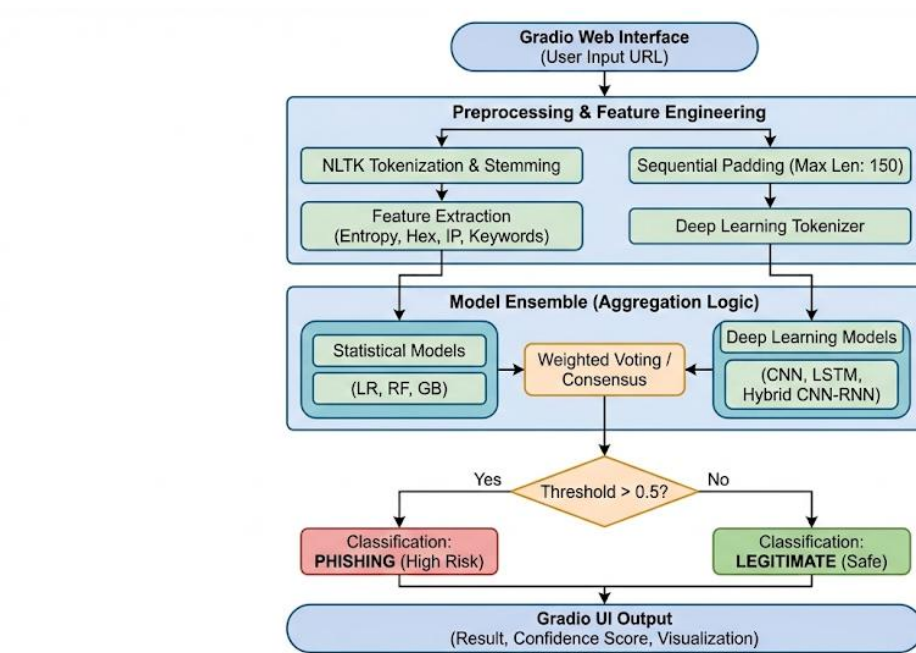 Gradio Web Interface
(User Input URL)
Preprocessing & Feature Engineering
NLTK Tokenization & Stemming
Sequential Padding (Max Len: 150)
Feature Extraction
(Entropy, Hex, IP, Keywords)
Deep Learning Tokenizer
Model Ensemble (Aggregation Logic)
Statistical Models
(LR, RF, GB)
Weighted Voting /
Consensus
Deep Learning Models
(CNN, LSTM,
Hybrid CNN-RNN)
Threshold > 0.5?
Yes
No
Classification:
PHISHING (High Risk)
Classification:
LEGITIMATE (Safe)
Gradio UI Output
(Result, Confidence Score, Visualization)